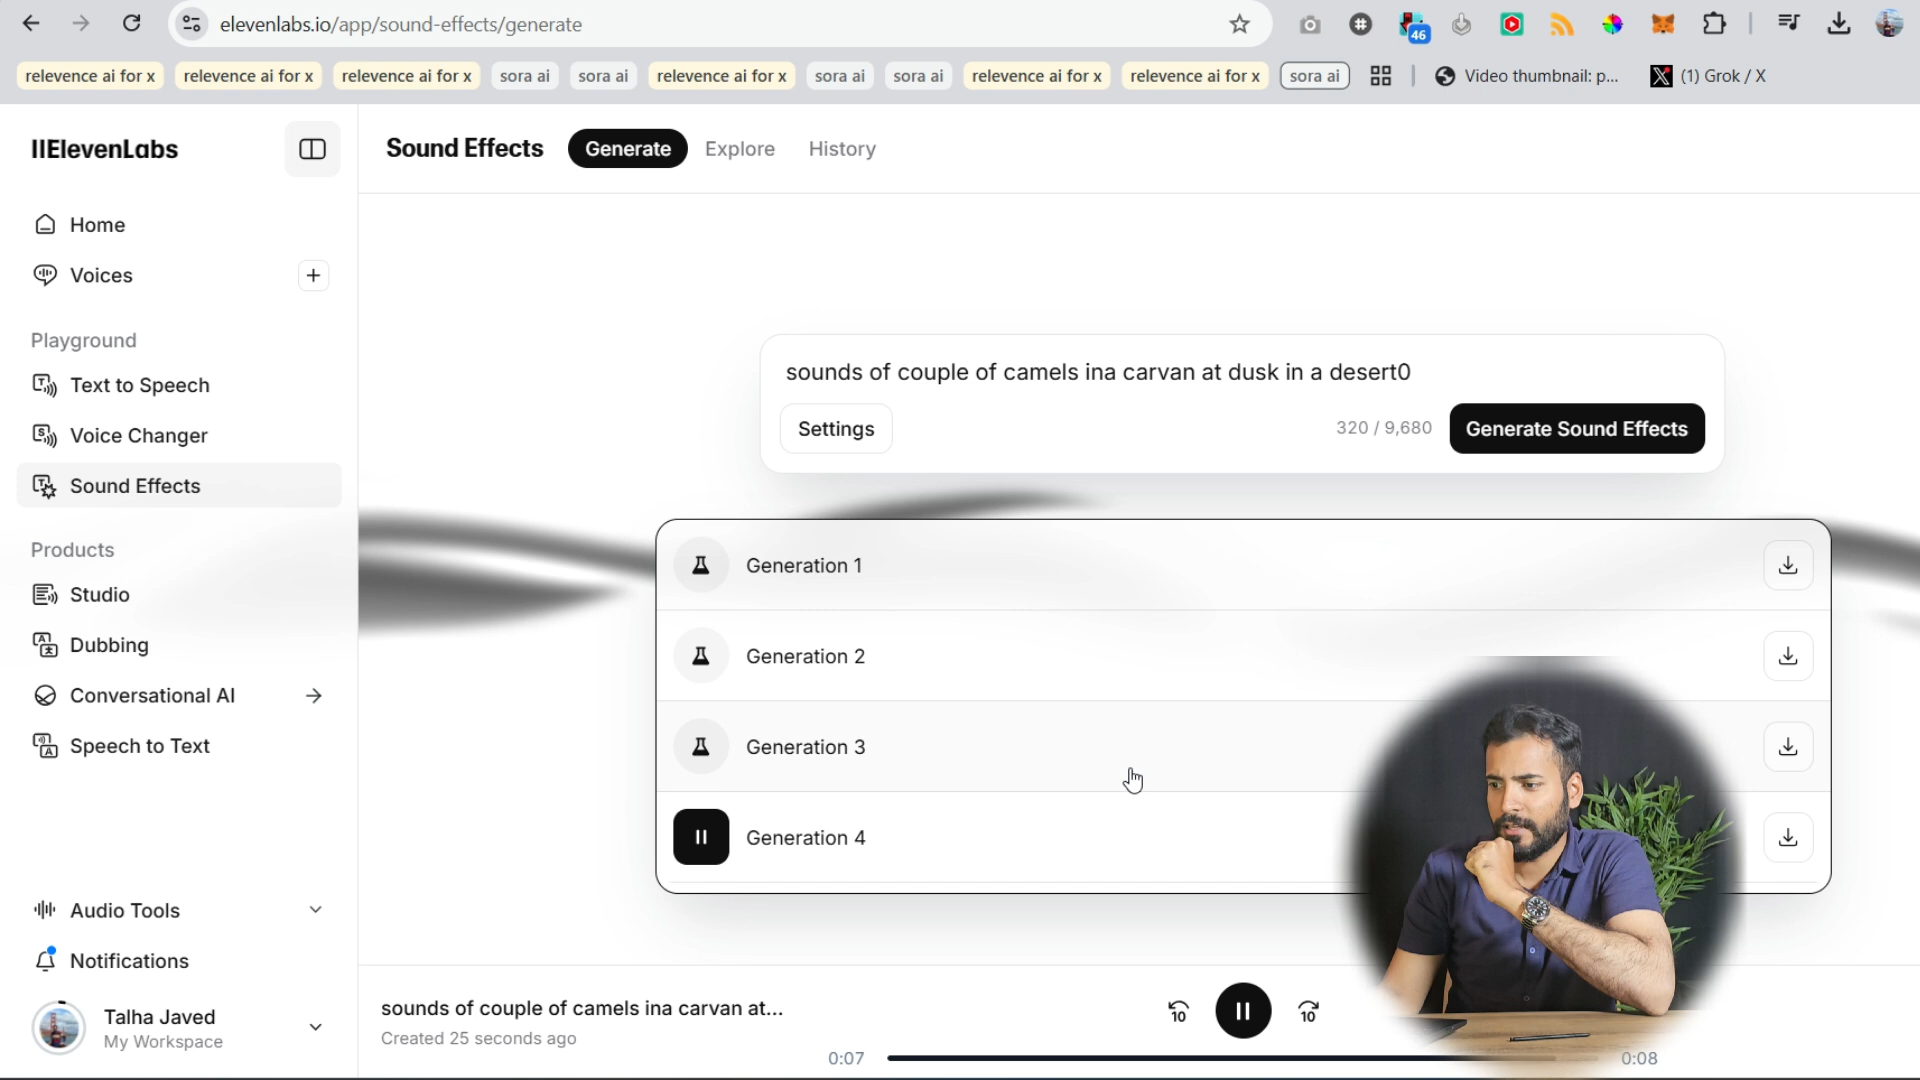 elevenlabs.io/app/sound-effects/generate
46
relevence ai for x
relevence ai for x
relevence ai for x
sora ai
sora ai
relevence ai for x
sora ai
sora ai
relevence ai for x
relevence ai for x
sora ai
Video thumbnail: p...
(1) Grok / X
IIElevenLabs
Sound Effects
Generate
Explore
History
Home
Voices
Playground
Text to Speech
Voice Changer
Sound Effects
Products
Studio
Dubbing
Conversational AI
Speech to Text
Audio Tools
Notifications
Talha Javed
My Workspace
sounds of couple of camels ina carvan at dusk in a desert0
Settings
320 / 9,680
Generate Sound Effects
Generation 1
Generation 2
Generation 3
Generation 4
sounds of couple of camels ina carvan at...
Created 25 seconds ago
10
10
0:07
0:08